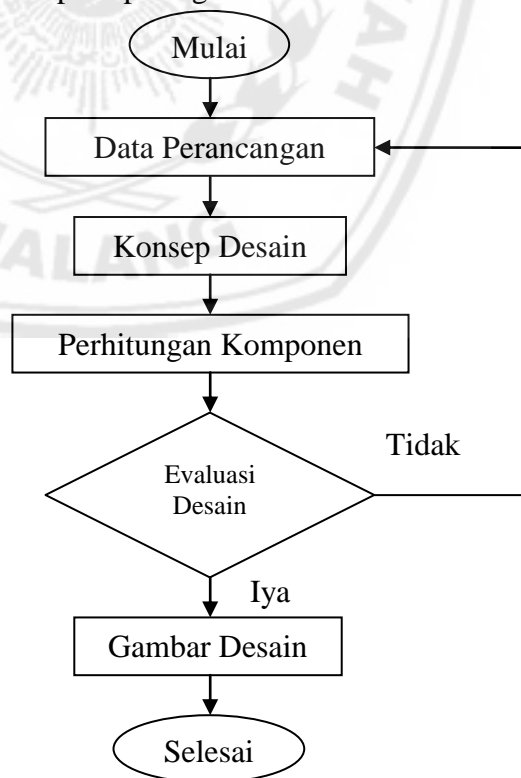 Mulai
Data Perancangan
Konsep Desain
Perhitungan Komponen
Tidak
Evaluasi
Desain
Iya
Gambar Desain
Selesai